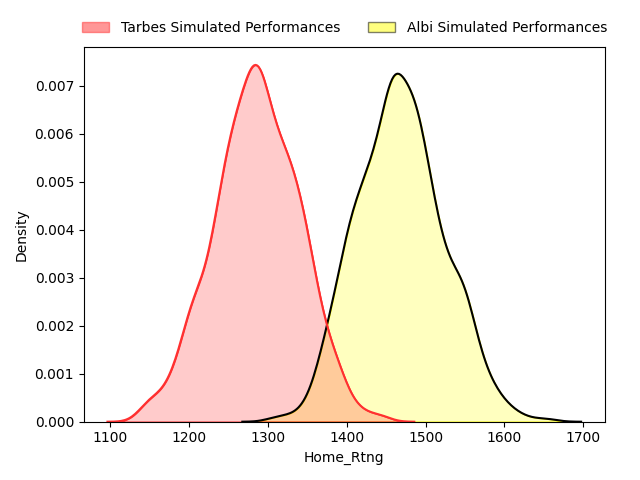 Tarbes Simulated Performances Albi Simulated Performances
0.007
0.006
0.005
0.004
0.003
0.002
0.001
0.000
Density
1100 1200 1300 1400 1500 1600 1700
Home_Rtng